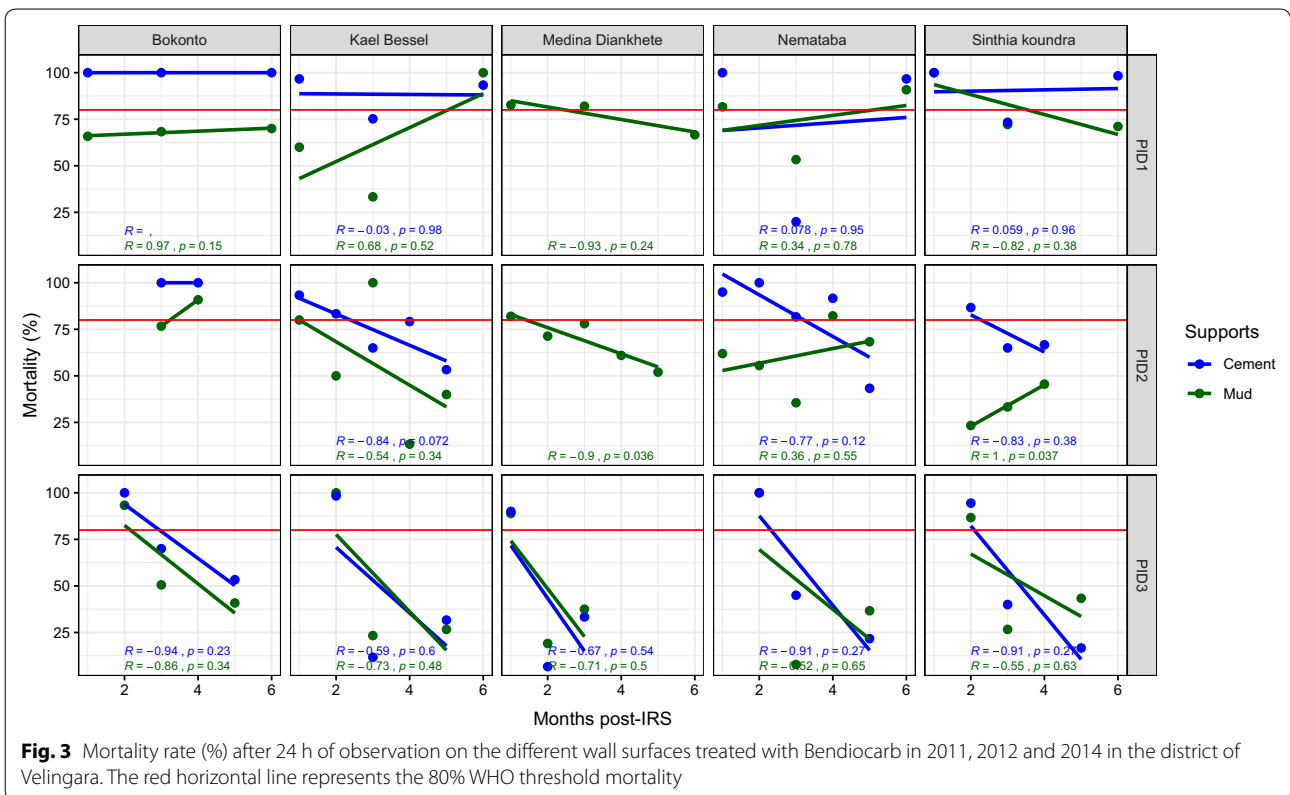 Bokonto Kael Bessel Medina Diankhete Nemataba Sinthia koundra
100
75
50
25
R = ,
R = 0.97 , p = 0.15
R = −0.03 , p = 0.98
R = 0.68 , p = 0.52
R = −0.93 , p = 0.24
R = 0.078 , p = 0.95
R = 0.34 , p = 0.78
R = 0.059 , p = 0.96
R = −0.82 , p = 0.38
PID1
Mortality (%)
100
75
50
25
R = −0.84 , p = 0.072
R = −0.54 , p = 0.34
R = −0.9 , p = 0.036
R = −0.77 , p = 0.12
R = 0.36 , p = 0.55
R = −0.83 , p = 0.38
R = 1 , p = 0.037
PID2
Supports
Cement
Mud
100
75
50
25
R = −0.94 , p = 0.23
R = −0.86 , p = 0.34
R = −0.59 , p = 0.6
R = −0.73 , p = 0.48
R = −0.67 , p = 0.54
R = −0.71 , p = 0.5
R = −0.91 , p = 0.27
R = −0.52 , p = 0.65
R = −0.91 , p = 0.27
R = −0.55 , p = 0.63
PID3
2 4 6 2 4 6 2 4 6 2 4 6 2 4 6
Months post-IRS
Fig. 3 Mortality rate (%) after 24 h of observation on the different wall surfaces treated with Bendiocarb in 2011, 2012 and 2014 in the district of
Velingara. The red horizontal line represents the 80% WHO threshold mortality